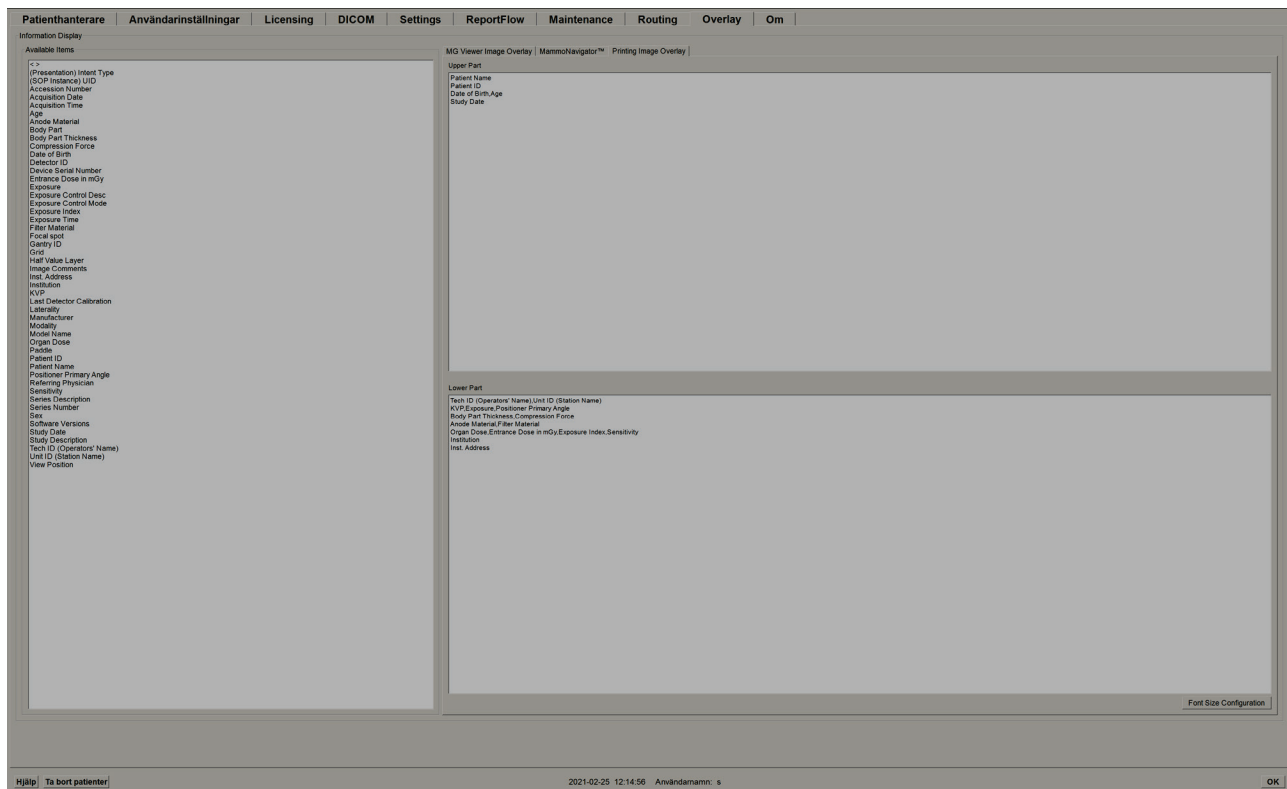 Patienthanterare Användarinställningar Licensing DICOM Settings ReportFlow Maintenance Routing Overlay Om
Information Display
Available Items
< >
(Presentation) Intent Type
(SOP Instance) UID
Accession Number
Acquisition Date
Acquisition Time
Age
Anode Material
Body Part
Body Part Thickness
Compression Force
Date of Birth
Detector ID
Device Serial Number
Entrance Dose in mGy
Exposure
Exposure Control Desc
Exposure Control Mode
Exposure Index
Exposure Time
Filter Material
Focal spot
Gantry ID
Grid
Half Value Layer
Image Comments
Inst. Address
Institution
KVP
Last Detector Calibration
Laterality
Manufacturer
Modality
Model Name
Organ Dose
Paddle
Patient ID
Patient Name
Positioner Primary Angle
Referring Physician
Sensitivity
Series Description
Series Number
Sex
Software Versions
Study Date
Study Description
Tech ID (Operators' Name)
Unit ID (Station Name)
View Position
MG Viewer Image Overlay MammoNavigator™ Printing Image Overlay
Upper Part
Patient Name
Patient ID
Date of Birth,Age
Study Date
Lower Part
Tech ID (Operators' Name),Unit ID (Station Name)
KVP,Exposure,Positioner Primary Angle
Body Part Thickness,Compression Force
Anode Material,Filter Material
Organ Dose,Entrance Dose in mGy,Exposure Index,Sensitivity
Institution
Inst. Address
Font Size Configuration
Hjälp Ta bort patienter 2021-02-25 12:14:56 Användarnamn: s OK